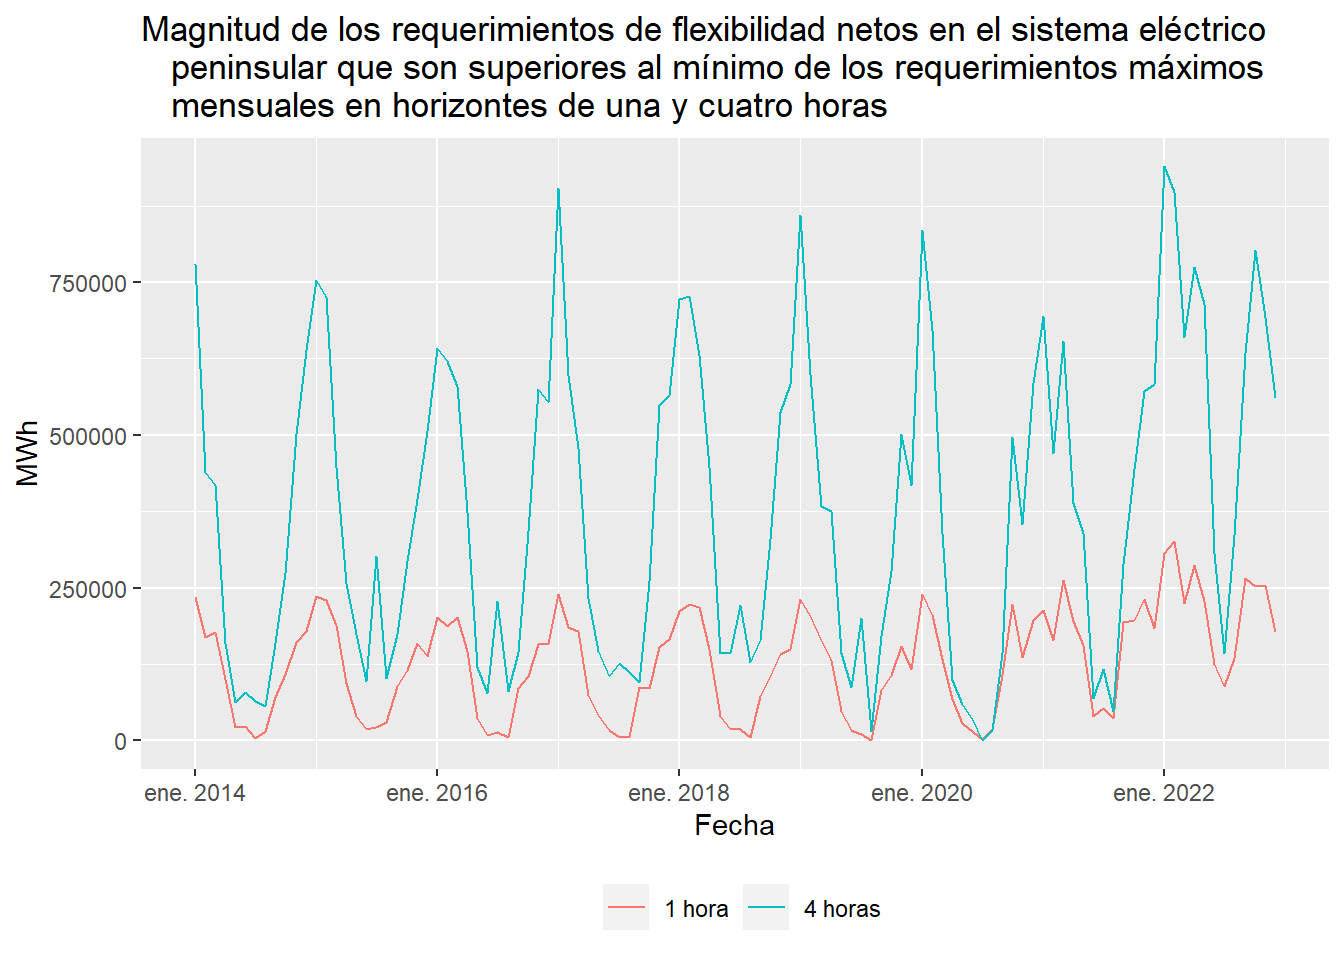 Magnitud de los requerimientos de flexibilidad netos en el sistema eléctrico
peninsular que son superiores al mínimo de los requerimientos máximos
mensuales en horizontes de una y cuatro horas
MWh
750000
500000
250000
0
ene. 2014 ene. 2016 ene. 2018 ene. 2020 ene. 2022
Fecha
1 hora 4 horas